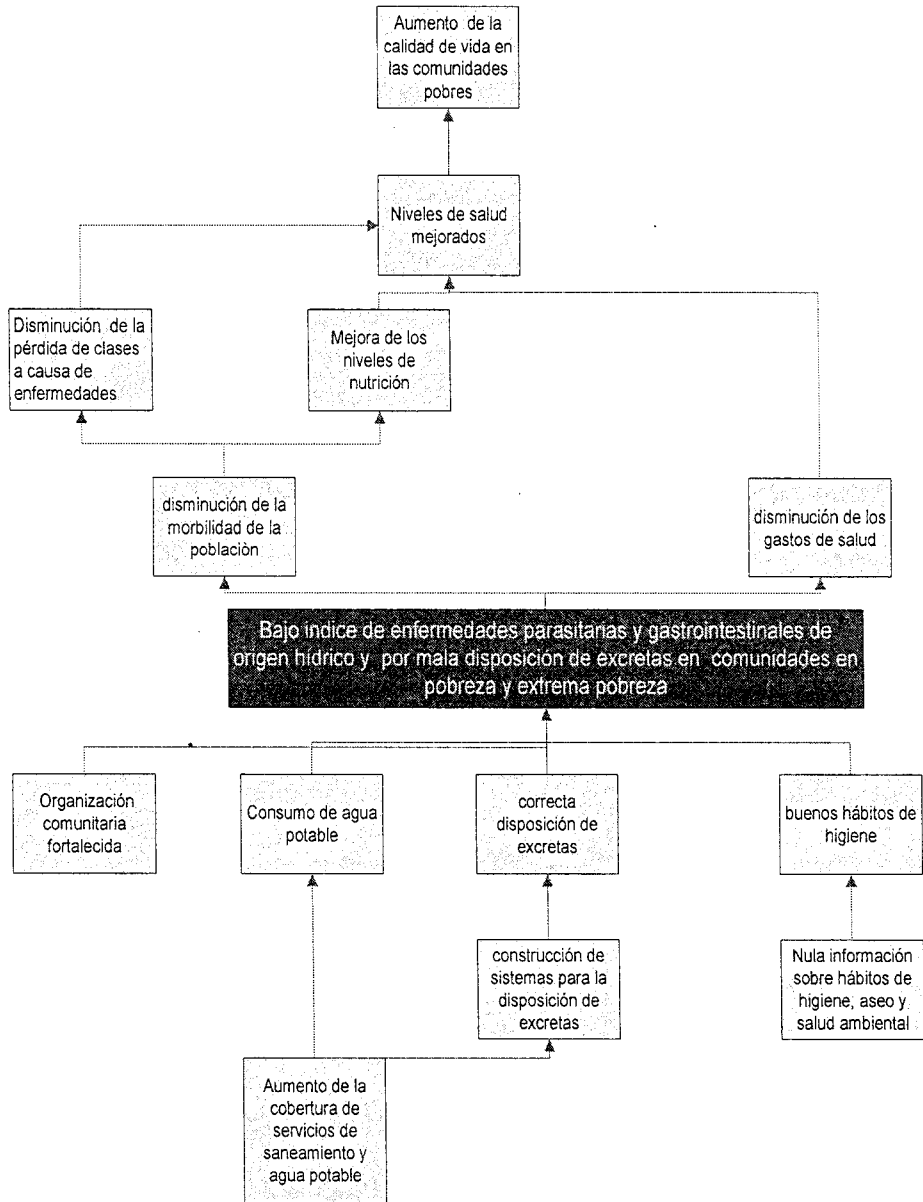 Aumento de la
calidad de vida en
las comunidades
pobres
Niveles de salud
mejorados
Disminución de la
pérdida de clases
a causa de
enfermedades
Mejora de los
niveles de
nutrición
disminución de la
morbilidad de la
poblaciòn
disminución de los
gastos de salud
Bajo índice de enfermedades parasitarias y gastrointestinales de
origen hídrico y por mala disposición de excretas en comunidades en
pobreza y extrema pobreza
Organización
comunitaria
fortalecida
Consumo de agua
potable
correcta
disposición de
excretas
buenos hábitos de
higiene
construcción de
sistemas para la
disposición de
excretas
Nula información
sobre hábitos de
higiene, aseo y
salud ambiental
Aumento de la
cobertura de
servicios de
saneamiento y
agua potable